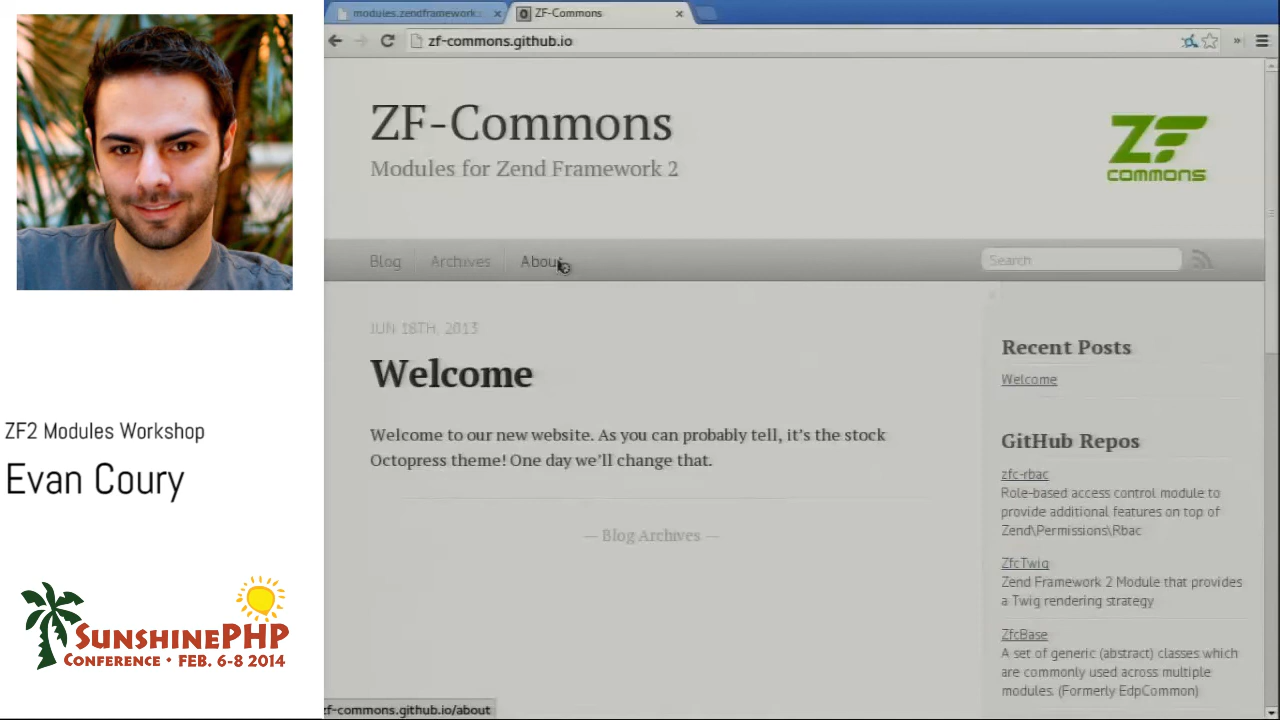 modules.zendframework.
ZF-Commons
zf-commons.github.io
ZF-Commons
Modules for Zend Framework 2
ZF
commons
Blog
Archives
About
Search
JUN 18TH, 2013
Welcome
Welcome to our new website. As you can probably tell, it's the stock
Octopress theme! One day we'll change that.
— Blog Archives —
Recent Posts
Welcome
GitHub Repos
zfc-rbac
Role-based access control module to
provide additional features on top of
Zend\Permissions\Rbac
ZfcTwig
Zend Framework 2 Module that provides
a Twig rendering strategy
ZfcBase
A set of generic (abstract) classes which
are commonly used across multiple
modules. (Formerly EdpCommon)
zf-commons.github.io/about
ZF2 Modules Workshop
Evan Coury
SunshinePHP
Conference • Feb. 6-8 2014